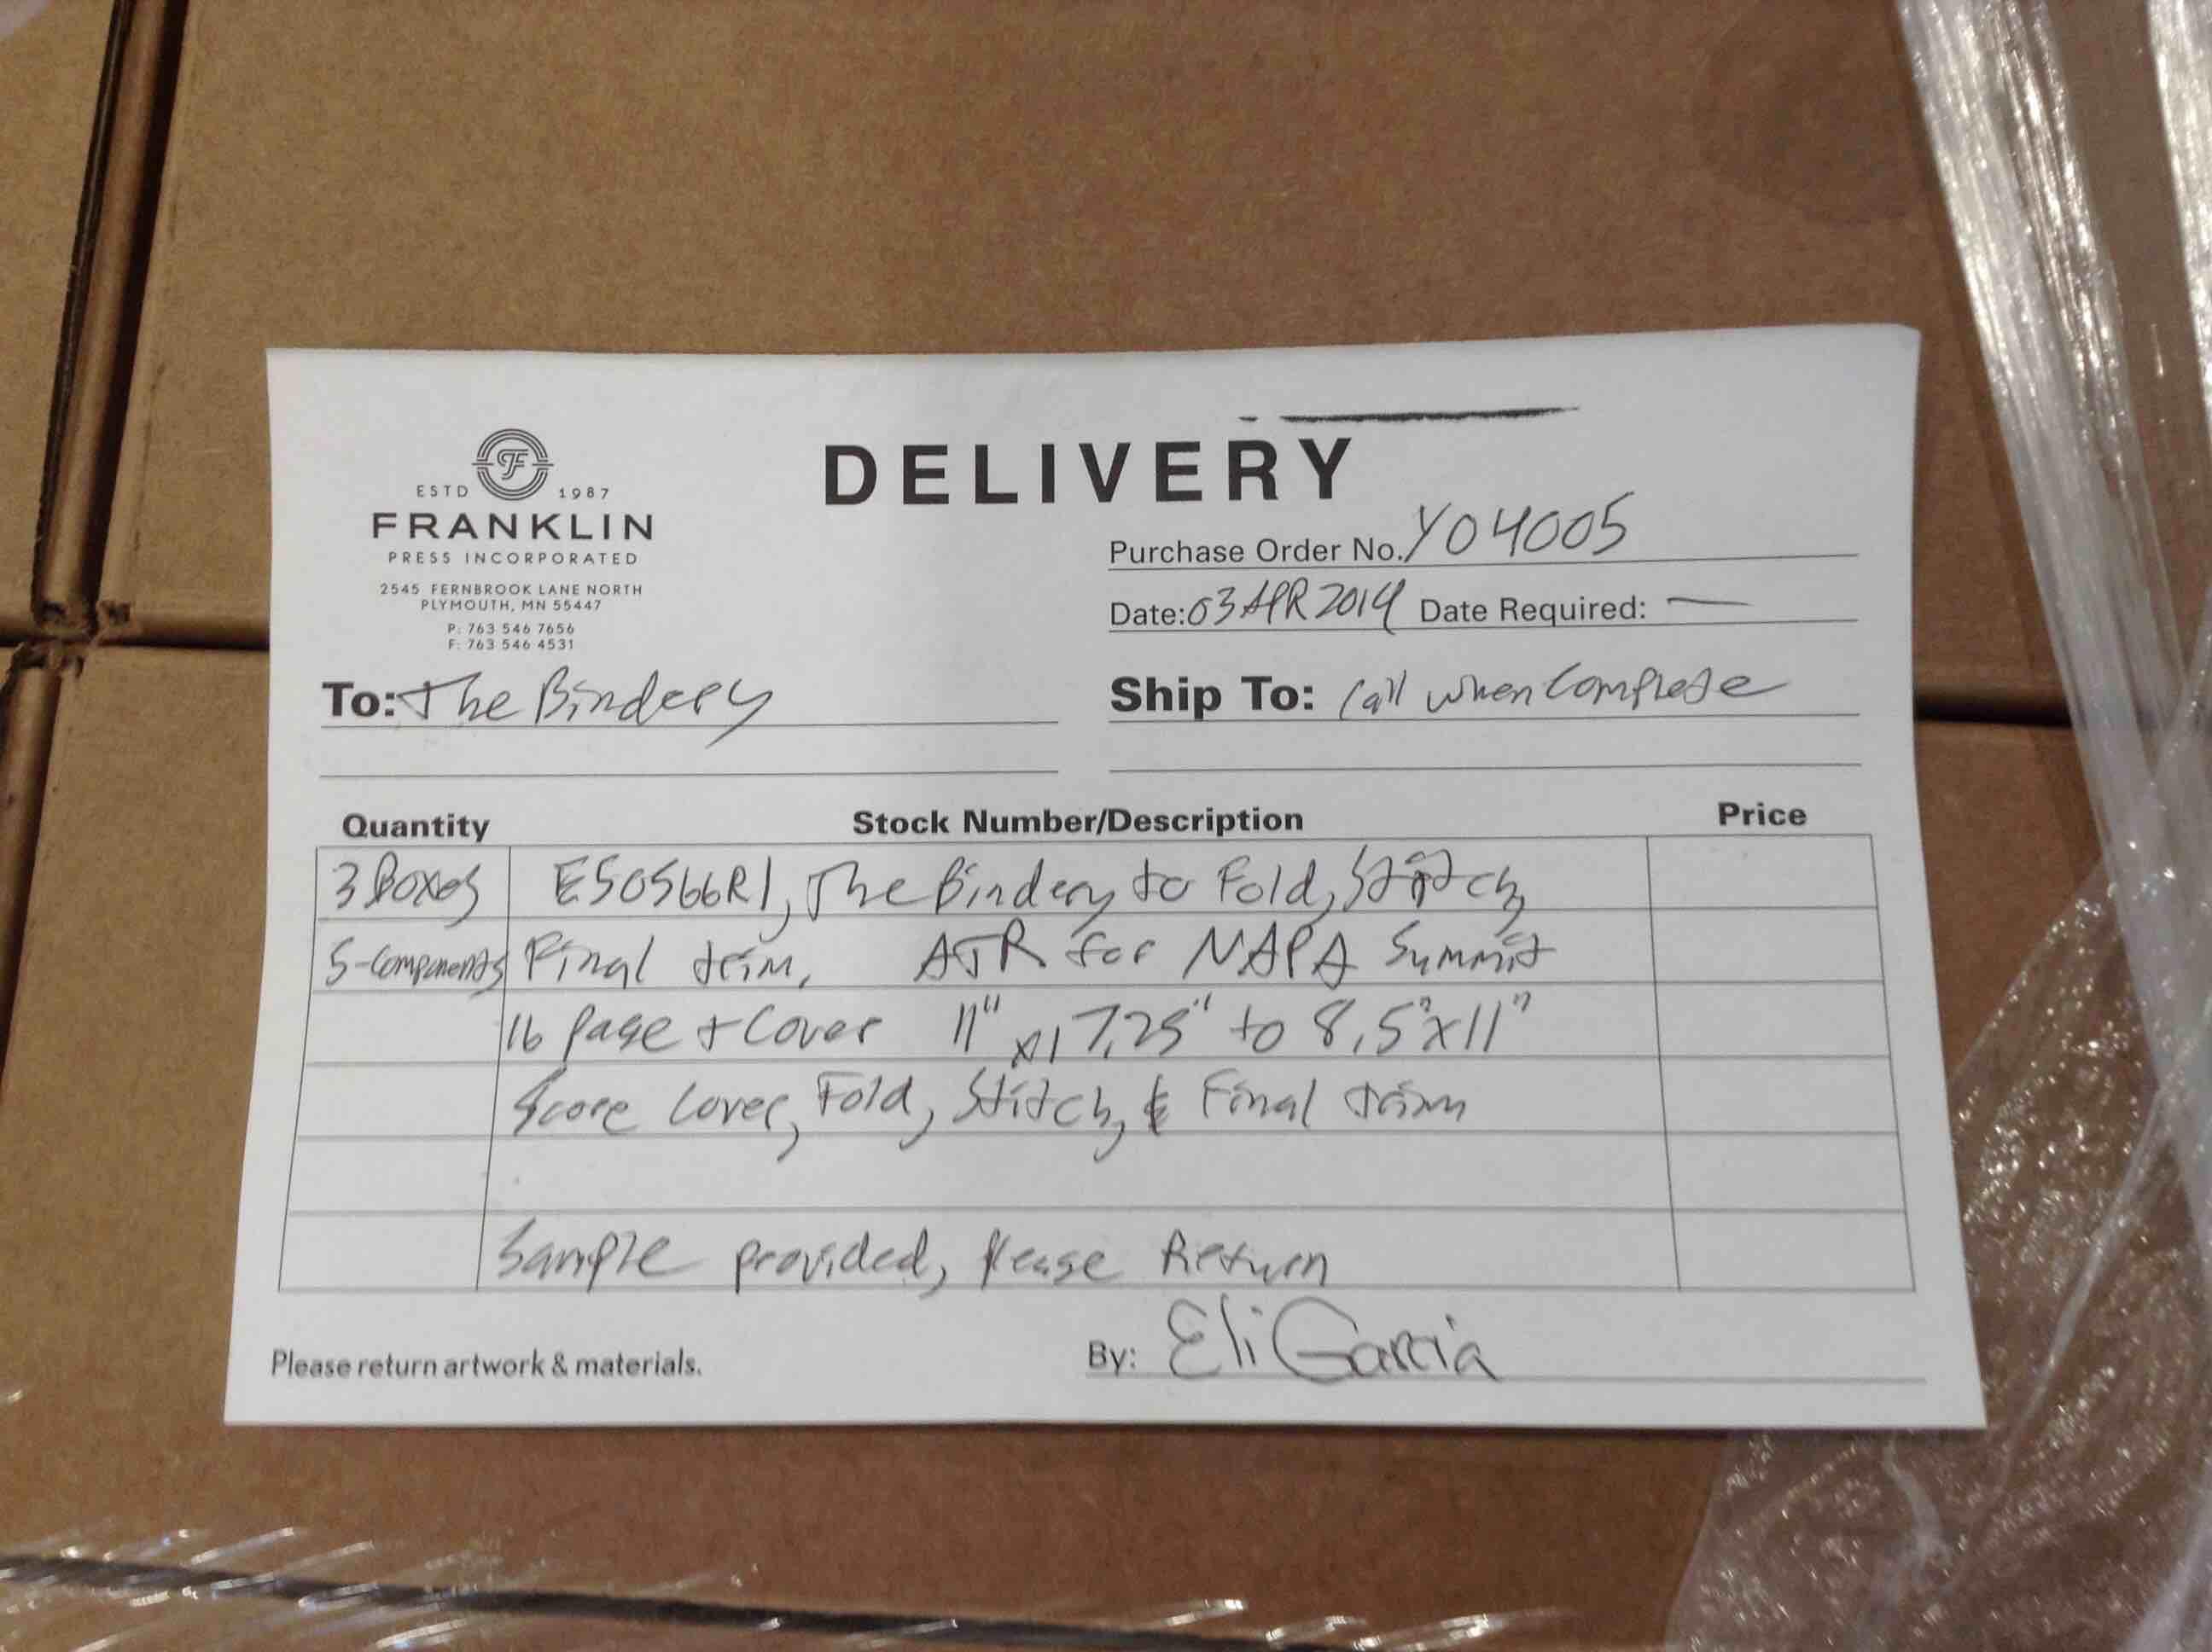 DELIVERY
F
ESTD 1987
FRANKLIN
PRESS INCORPORATED
2545 FERNBROOK LANE NORTH
PLYMOUTH, MN 55447
P: 763 546 7656
F: 763 546 4531
Purchase Order No. Y04005
Date: 03 APR 2019 Date Required: —
To: The Bindery
Ship To: Call when Complete
Quantity Stock Number/Description Price
3 Boxes E50566R1, The Bindery to Fold, Stitch,
5-Components Final trim, ATR for NAPA Summit
16 Page + Cover 11" x17.25" to 8.5"x11"
Score Cover, Fold, Stitch, & Final trim
Sample provided, Please Return
Please return artwork & materials.
By: Eli Garcia